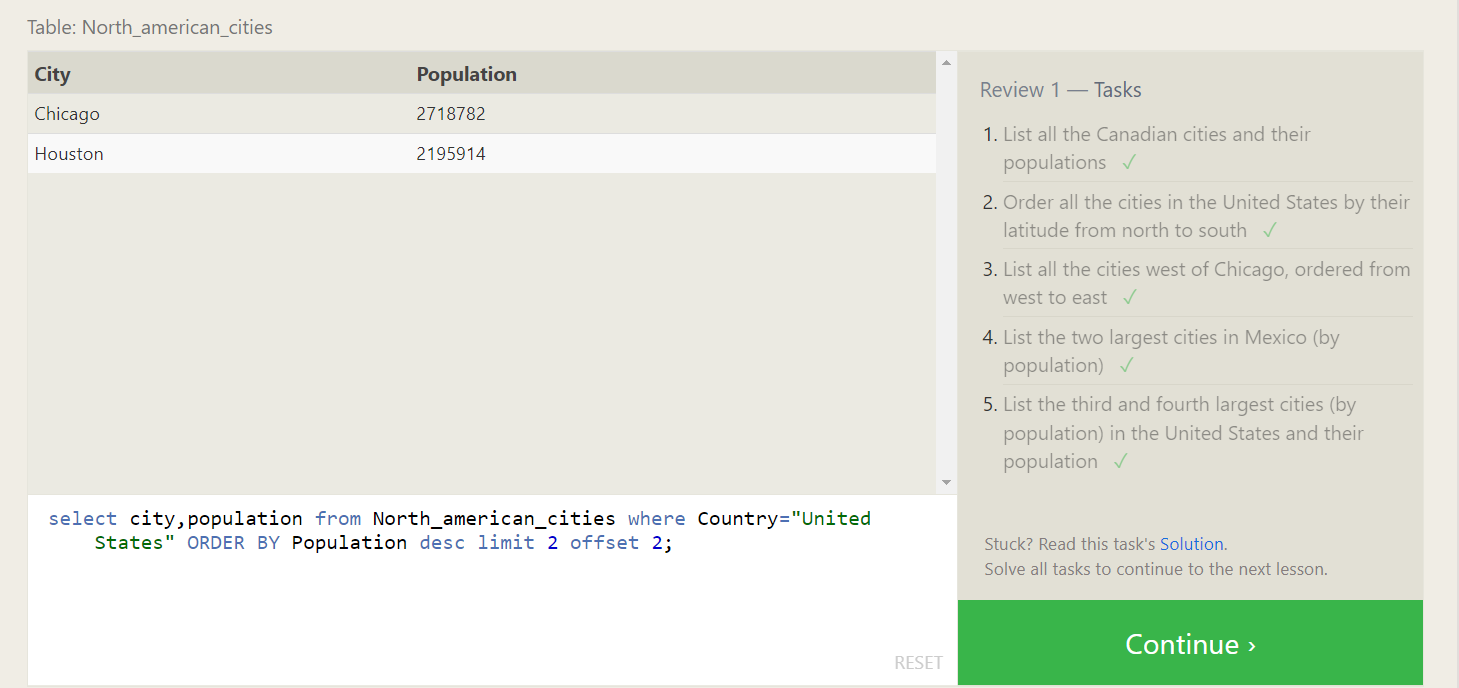 Table: North_american_cities
City Population
Chicago 2718782
Houston 2195914
select city,population from North_american_cities where Country="United
States" ORDER BY Population desc limit 2 offset 2;
RESET
Review 1 — Tasks
1. List all the Canadian cities and their
populations ✓
2. Order all the cities in the United States by their
latitude from north to south ✓
3. List all the cities west of Chicago, ordered from
west to east ✓
4. List the two largest cities in Mexico (by
population) ✓
5. List the third and fourth largest cities (by
population) in the United States and their
population ✓
Stuck? Read this task's Solution.
Solve all tasks to continue to the next lesson.
Continue ›